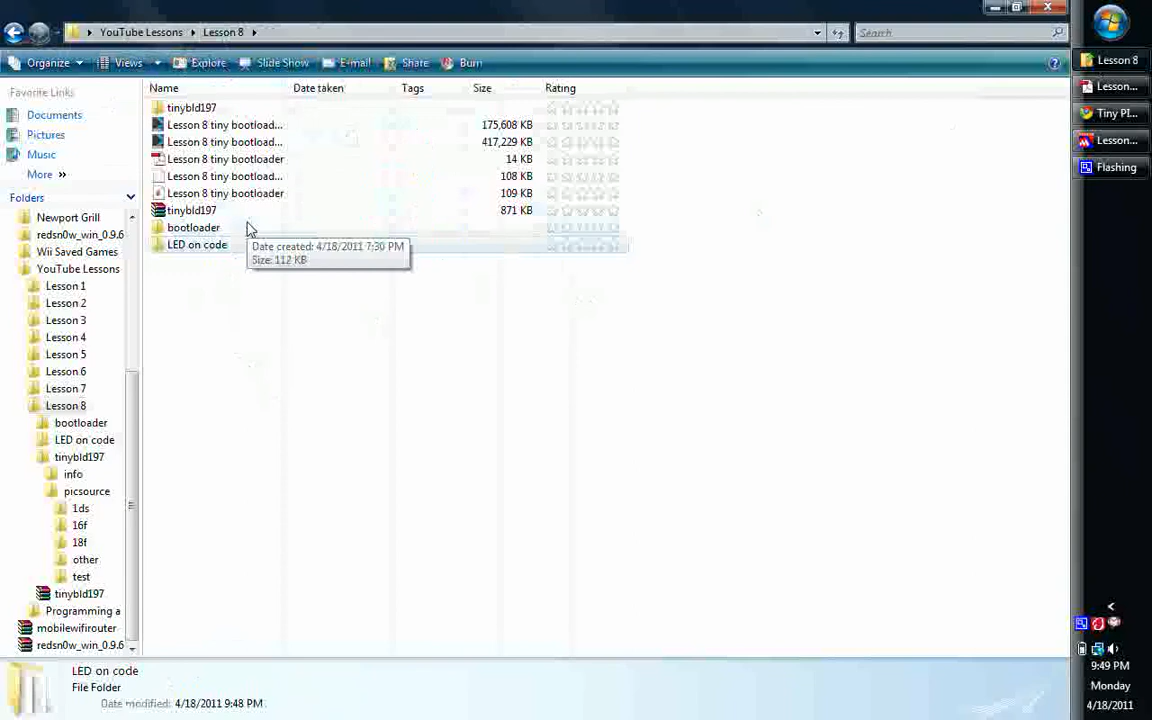 YouTube Lessons Lesson 8 Search
Organize Views Explore Slide Show E-mail Share Burn
Favorite Links
Documents
Pictures
Music
More »
Folders
Newport Grill
redsn0w_win_0.9.6
Wii Saved Games
YouTube Lessons
Lesson 1
Lesson 2
Lesson 3
Lesson 4
Lesson 5
Lesson 6
Lesson 7
Lesson 8
bootloader
LED on code
tinybld197
info
picsource
1ds
16f
18f
other
test
tinybld197
Programming a
mobilewifirouter
redsn0w_win_0.9.6
Name Date taken Tags Size Rating
tinybld197
Lesson 8 tiny bootload... 175,608 KB
Lesson 8 tiny bootload... 417,229 KB
Lesson 8 tiny bootloader 14 KB
Lesson 8 tiny bootload... 108 KB
Lesson 8 tiny bootloader 109 KB
tinybld197 871 KB
bootloader
LED on code
Date created: 4/18/2011 7:30 PM
Size: 112 KB
LED on code
File Folder
Date modified: 4/18/2011 9:48 PM
Lesson 8
Lesson...
Tiny PI...
Lesson...
Flashing
9:49 PM
Monday
4/18/2011